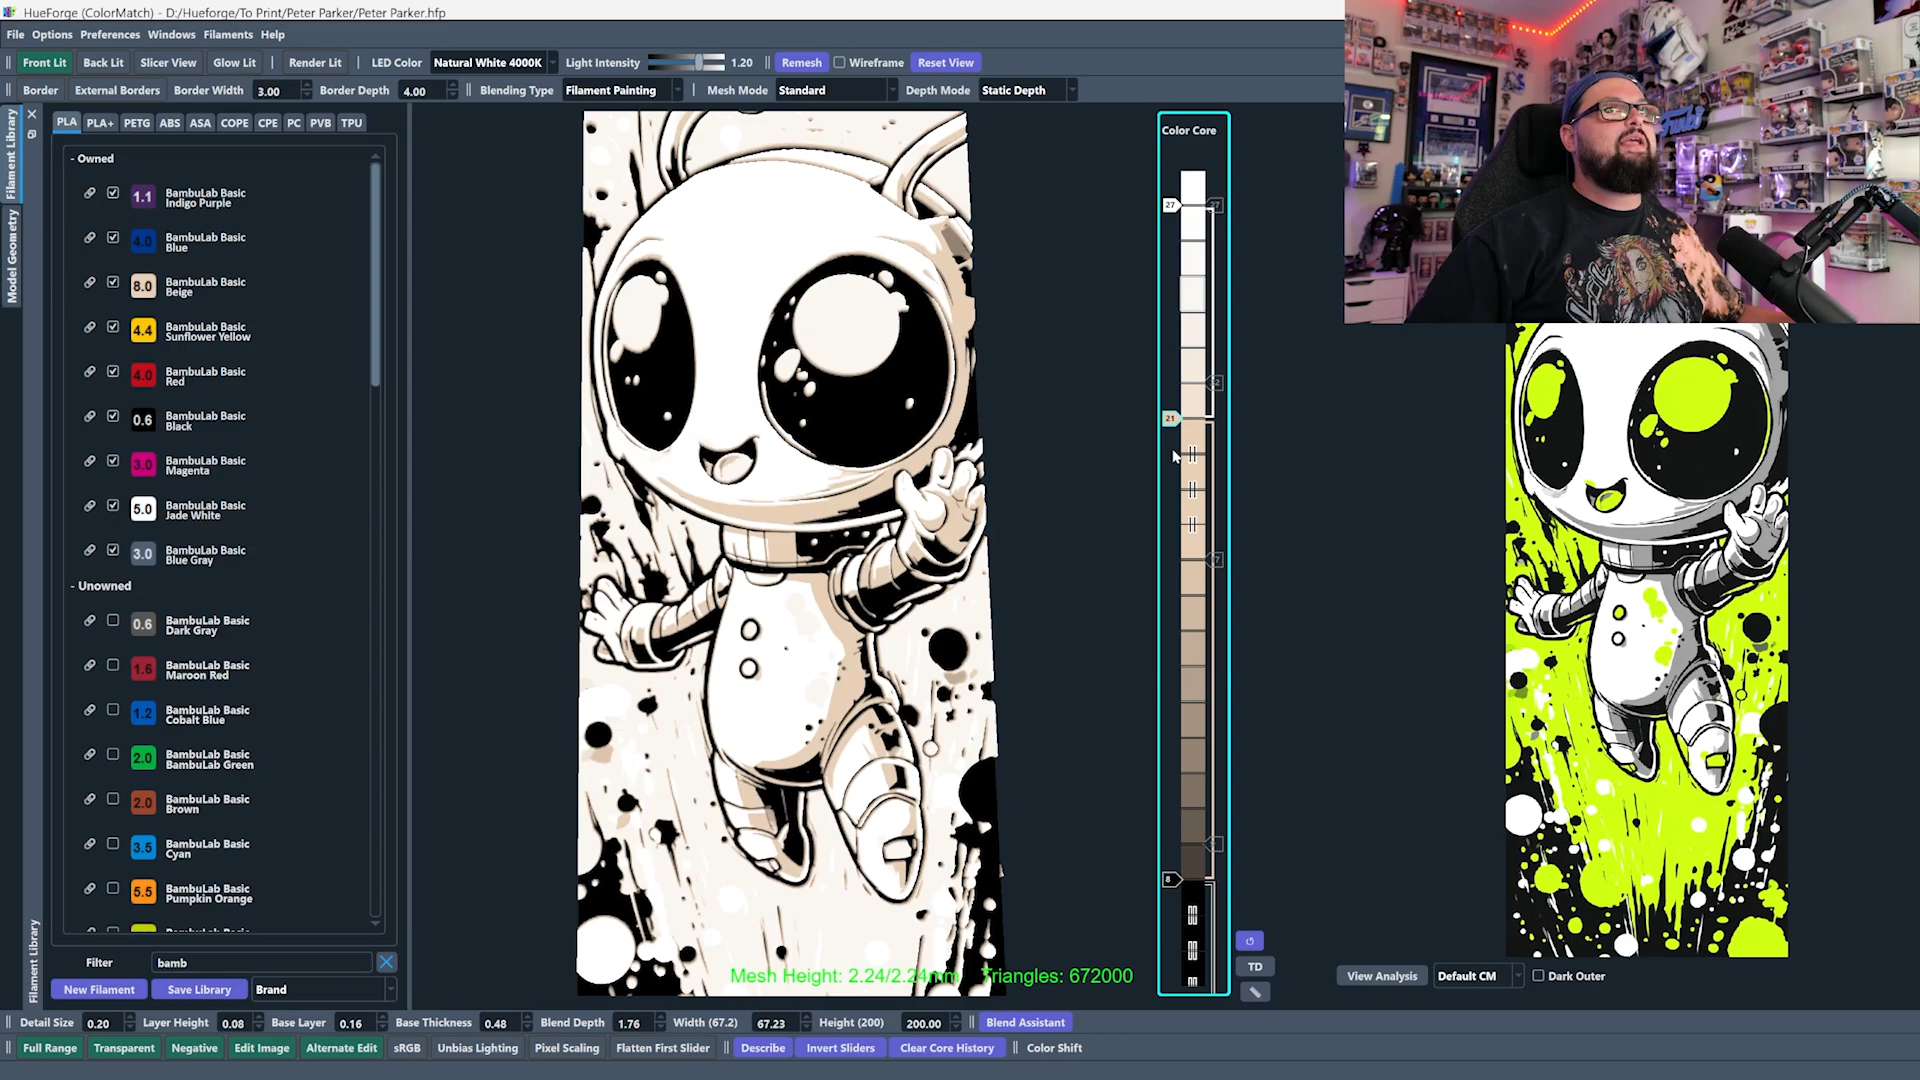 HueForge (ColorMatch) - D:/Hueforge/To Print/Peter Parker/Peter Parker.hfp
File Options Preferences Windows Filaments Help
Front Lit Back Lit Slicer View Glow Lit Render Lit LED Color Natural White 4000K Light Intensity 1.20 Remesh Wireframe Reset View
Border External Borders Border Width 3.00 Border Depth 4.00 Blending Type Filament Painting Mesh Mode Standard Depth Mode Static Depth
Filament Library
Model Geometry
PLA PLA+ PETG ABS ASA COPE CPE PC PVB TPU
- Owned
1.1 BambuLab Basic
Indigo Purple
4.0 BambuLab Basic
Blue
8.0 BambuLab Basic
Beige
4.4 BambuLab Basic
Sunflower Yellow
4.0 BambuLab Basic
Red
0.6 BambuLab Basic
Black
3.0 BambuLab Basic
Magenta
5.0 BambuLab Basic
Jade White
3.0 BambuLab Basic
Blue Gray
- Unowned
0.6 BambuLab Basic
Dark Gray
1.6 BambuLab Basic
Maroon Red
1.2 BambuLab Basic
Cobalt Blue
2.0 BambuLab Basic
BambuLab Green
2.0 BambuLab Basic
Brown
3.5 BambuLab Basic
Cyan
5.5 BambuLab Basic
Pumpkin Orange
Filter bamb
New Filament Save Library Brand
Filament Library
Color Core
27
21
8
Mesh Height: 2.24/2.24mm Triangles: 672000
TD
View Analysis Default CM Dark Outer
Detail Size 0.20 Layer Height 0.08 Base Layer 0.16 Base Thickness 0.48 Blend Depth 1.76 Width (67.2) 67.23 Height (200) 200.00 Blend Assistant
Full Range Transparent Negative Edit Image Alternate Edit sRGB Unbias Lighting Pixel Scaling Flatten First Slider Describe Invert Sliders Clear Core History Color Shift